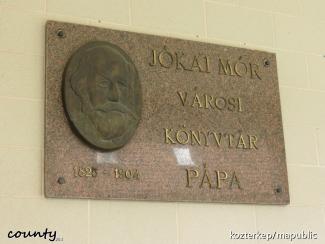 JÓKAI MÓR
VÁROSI
KÖNYVTÁR
1825 - 1904
PÁPA
county
kozterkep/mapublic